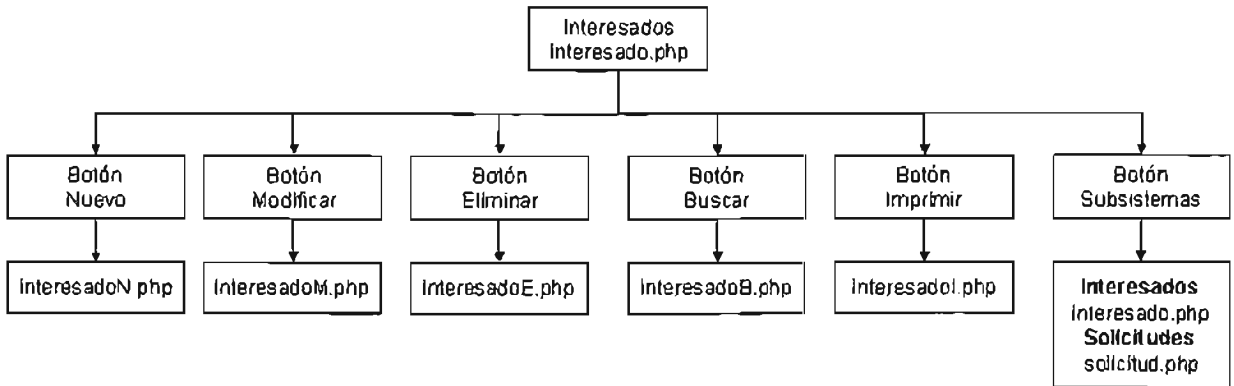 Interesados
Interesado.php
Botón
Nuevo
Botón
Modificar
Botón
Eliminar
Botón
Buscar
Botón
Imprimir
Botón
Subsistemas
InteresadoN.php
InteresadoM.php
InteresadoE.php
InteresadoB.php
InteresadoI.php
Interesados
Interesado.php
Solicitudes
solicitud.php